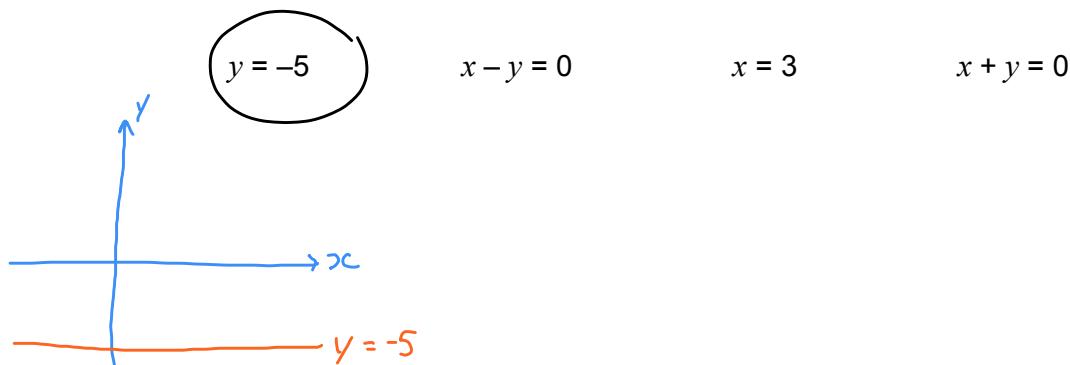 y = –5 x – y = 0 x = 3 x + y = 0
y
x
y = -5